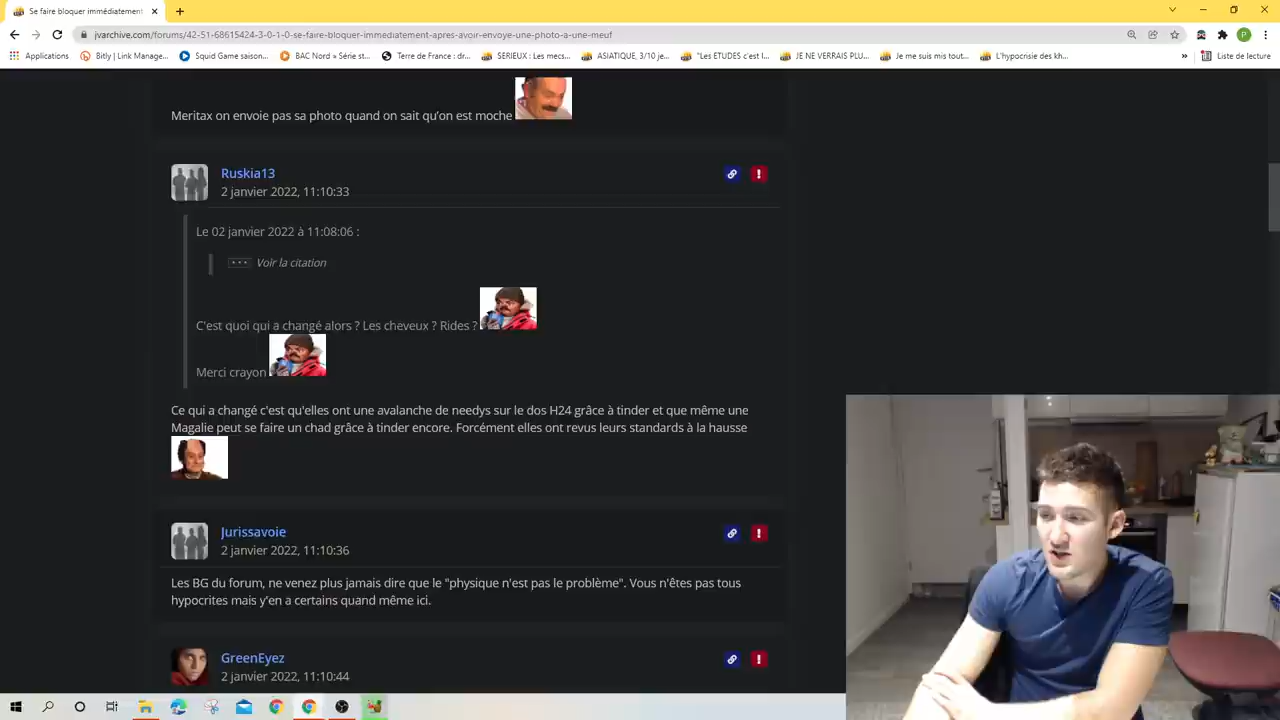 Se faire bloquer immédiatement
jvarchive.com/forums/42-51-68615424-3-0-1-0-se-faire-bloquer-immediatement-apres-avoir-envoye-une-photo-a-une-meuf
P
Applications
Bitly | Link Manage...
Squid Game saison...
BAC Nord » Série st...
Terre de France : dr...
SERIEUX : Les mecs...
ASIATIQUE, 3/10 je...
"Les ETUDES c'est l...
JE NE VERRAIS PLU...
Je me suis mis tout...
L'hypocrisie des kh...
»
Liste de lecture
Meritax on envoie pas sa photo quand on sait qu'on est moche
Ruskia13
2 janvier 2022, 11:10:33
Le 02 janvier 2022 à 11:08:06 :
Voir la citation
C'est quoi qui a changé alors ? Les cheveux ? Rides ?
Merci crayon
Ce qui a changé c'est qu'elles ont une avalanche de needys sur le dos H24 grâce à tinder et que même une
Magalie peut se faire un chad grâce à tinder encore. Forcément elles ont revus leurs standards à la hausse
Jurissavoie
2 janvier 2022, 11:10:36
Les BG du forum, ne venez plus jamais dire que le "physique n'est pas le problème". Vous n'êtes pas tous
hypocrites mais y'en a certains quand même ici.
GreenEyez
2 janvier 2022, 11:10:44